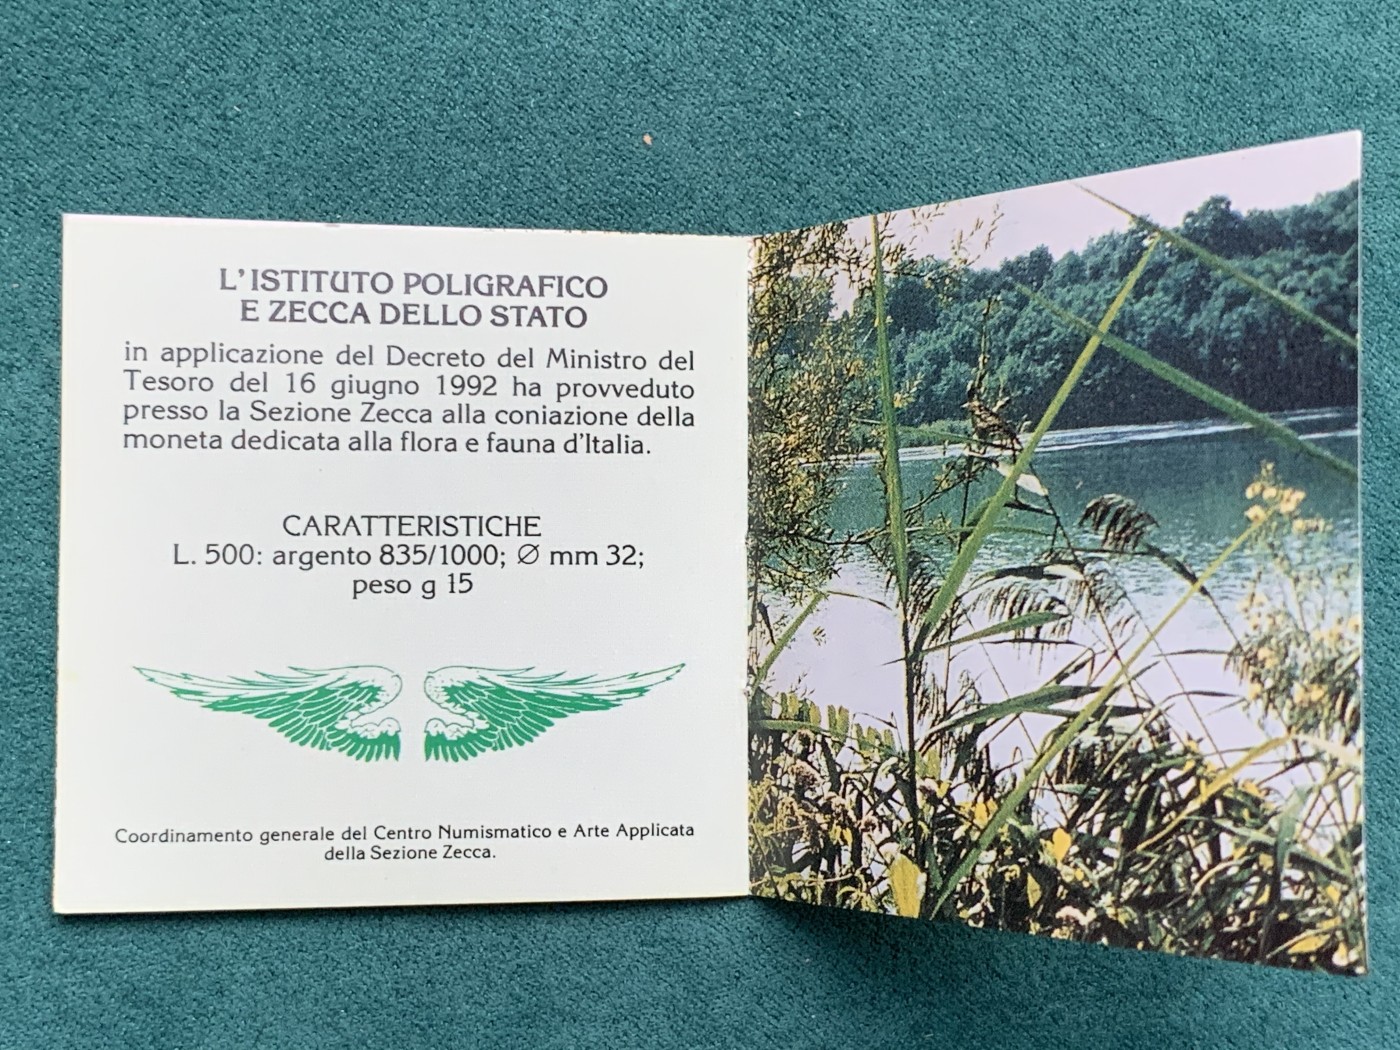 L'ISTITUTO POLIGRAFICO
E ZECCA DELLO STATO
in applicazione del Decreto del Ministro del
Tesoro del 16 giugno 1992 ha provveduto
presso la Sezione Zecca alla coniazione della
moneta dedicata alla flora e fauna d'Italia.
CARATTERISTICHE
L. 500: argento 835/1000; Ø mm 32;
peso g 15
Coordinamento generale del Centro Numismatico e Arte Applicata
della Sezione Zecca.